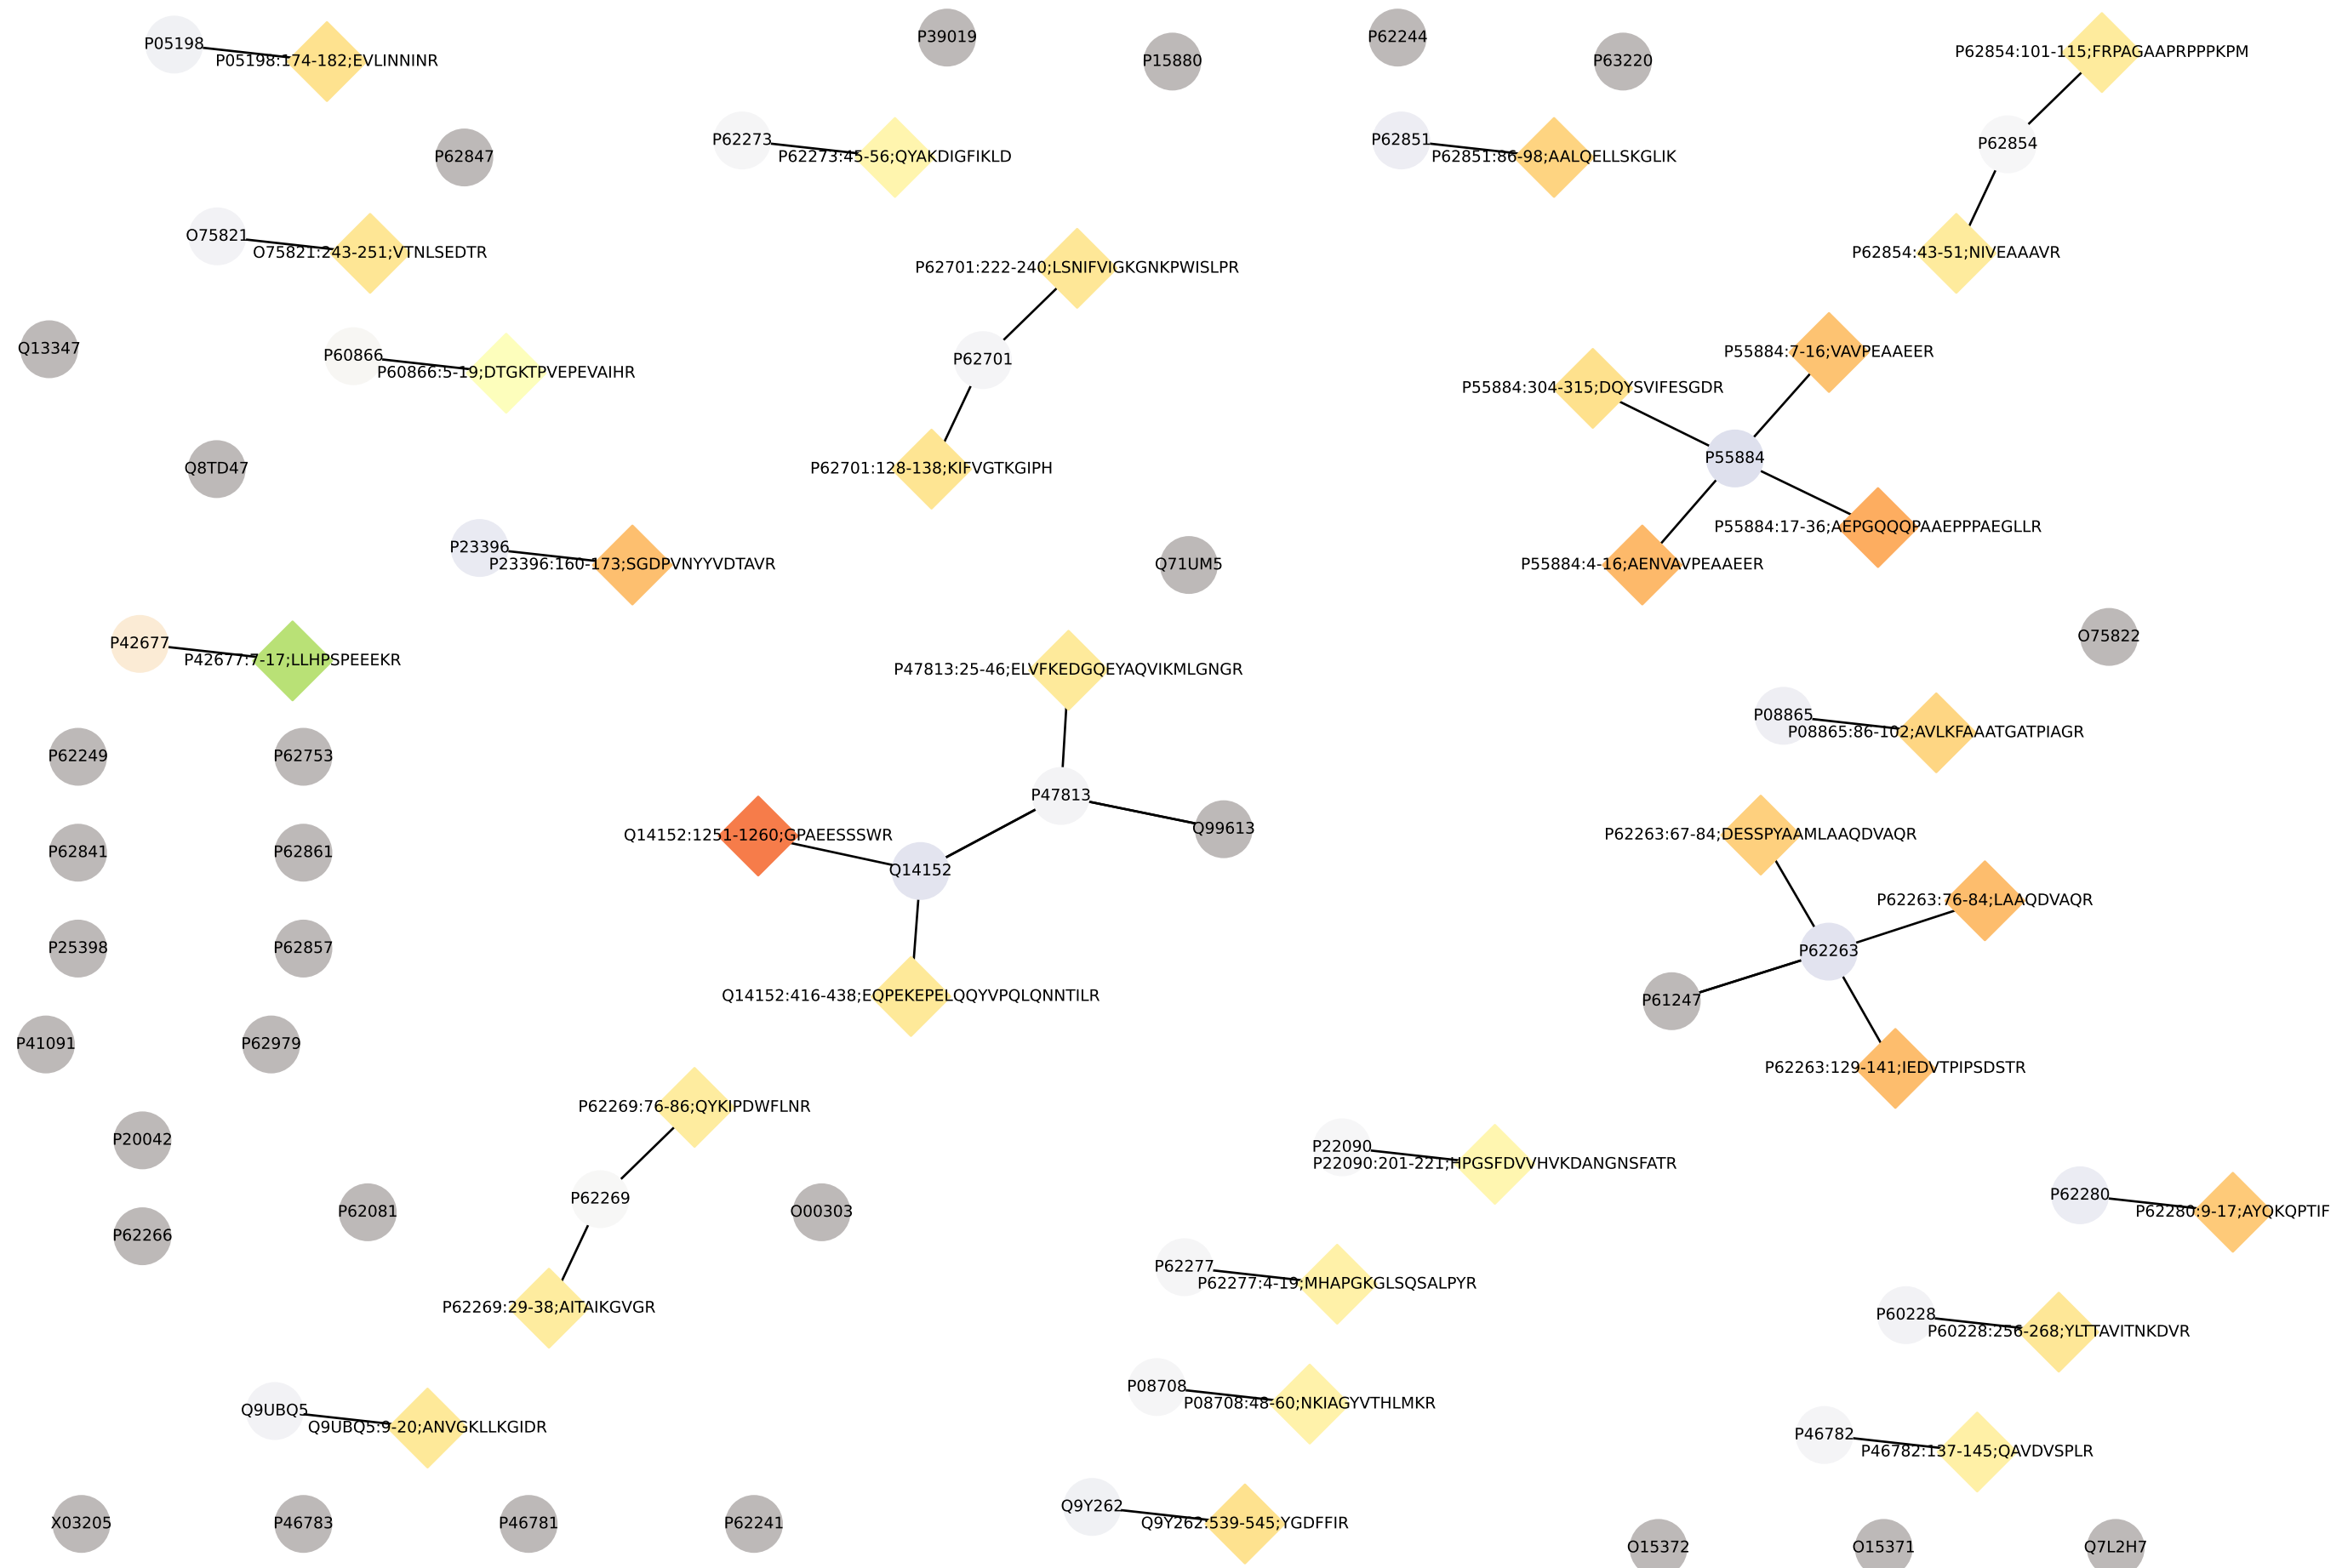 P39019
P62244
P05198
P62854:101-115;FRPAGAAPRPPPKPM
P05198:174-182;EVLINNINR
P15880
P63220
P62273
P62851
P62854
P62847
P62273:45-56;QYAKDIGFIKLD
P62851:86-98;AALQELLSKGLIK
O75821
O75821:243-251;VTNLSEDTR
P62854:43-51;NIVEAAAVR
P62701:222-240;LSNIFVIGKGNKPWISLPR
Q13347
P55884:7-16;VAVPEAAEER
P60866
P62701
P60866:5-19;DTGKTPVEPEVAIHR
P55884:304-315;DQYSVIFESGDR
P55884
Q8TD47
P62701:128-138;KIFVGTKGIPH
P55884:17-36;AEPGQQQPAAEPPPAEGLLR
P23396
P23396:160-173;SGDPVNYYVDTAVR
Q71UM5
P55884:4-16;AENVAVPEAAEER
O75822
P42677
P42677:7-17;LLHPSPEEEKR
P47813:25-46;ELVFKEDGQEYAQVIKMLGNGR
P08865
P08865:86-102;AVLKFAAATGATPIAGR
P62249
P62753
P47813
Q99613
Q14152:1251-1260;GPAEESSSWR
P62263:67-84;DESSPYAAMLAAQDVAQR
P62841
P62861
Q14152
P62263:76-84;LAAQDVAQR
P25398
P62857
P62263
Q14152:416-438;EQPEKEPELQQYVPQLQNNTILR
P61247
P41091
P62979
P62263:129-141;IEDVTPIPSDSTR
P62269:76-86;QYKIPDWFLNR
P20042
P22090
P22090:201-221;HPGSFDVVHVKDANGNSFATR
P62269
P62280
P62081
O00303
P62280:9-17;AYQKQPTIF
P62266
P62277
P62277:4-19;MHAPGKGLSQSALPYR
P62269:29-38;AITAIKGVGR
P60228
P60228:256-268;YLTTAVITNKDVR
P08708
P08708:48-60;NKIAGYVTHLMKR
Q9UBQ5
Q9UBQ5:9-20;ANVGKLLKGIDR
P46782
P46782:137-145;QAVDVSPLR
Q9Y262
Q9Y262:539-545;YGDFFIR
X03205
P46783
P46781
P62241
O15372
O15371
Q7L2H7